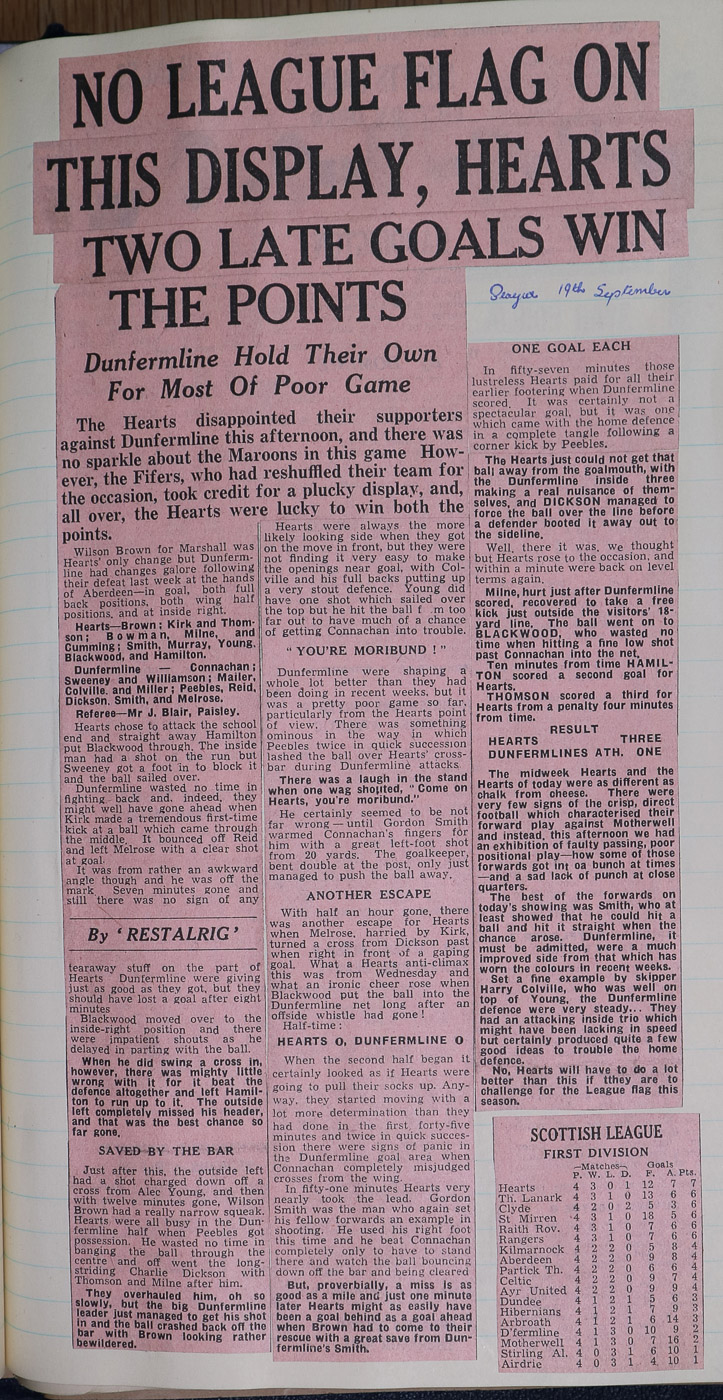 NO LEAGUE FLAG ON
THIS DISPLAY, HEARTS
TWO LATE GOALS WIN
THE POINTS
Dunfermline Hold Their Own
For Most Of Poor Game
The Hearts disappointed their supporters
against Dunfermline this afternoon, and there was
no sparkle about the Maroons in this game How-
ever, the Fifers, who had reshuffled their team for
the occasion, took credit for a plucky display, and,
all over, the Hearts were lucky to win both the
points.
Wilson Brown for Marshall was
Hearts' only change but Dunferm-
line had changes galore following
their defeat last week at the hands
of Aberdeen—in goal, both full
back positions, both wing half
positions, and at inside right.
Hearts—Brown; Kirk and Thom-
son; Bowman, Milne, and
Cumming; Smith, Murray, Young,
Blackwood, and Hamilton.
Dunfermline — Connachan;
Sweeney and Williamson; Mailer,
Colville, and Miller; Peebles, Reid,
Dickson, Smith, and Melrose.
Referee—Mr J. Blair, Paisley.
Hearts chose to attack the school
end and straight away Hamilton
put Blackwood through. The inside
man had a shot on the run but
Sweeney got a foot in to block it
and the ball sailed over.
Dunfermline wasted no time in
fighting back and, indeed, they
might well have gone ahead when
Kirk made a tremendous first-time
kick at a ball which came through
the middle. It bounced off Reid
and left Melrose with a clear shot
at goal.
It was from rather an awkward
angle though and he was off the
mark Seven minutes gone and
still there was no sign of any
By 'RESTALRIG'
tearaway stuff on the part of
Hearts Dunfermline were giving
just as good as they got, but they
should have lost a goal after eight
minutes
Blackwood moved over to the
inside-right position and there
were impatient shouts as he
delayed in parting with the ball.
When he did swing a cross in,
however, there was mighty little
wrong with it for it beat the
defence altogether and left Hamil-
ton to run up to it. The outside
left completely missed his header,
and that was the best chance so
far gone.
SAVED BY THE BAR
Just after this, the outside left
had a shot charged down off a
cross from Alec Young, and then
with twelve minutes gone, Wilson
Brown had a really narrow squeak.
Hearts were all busy in the Dun-
fermline half when Peebles got
possession. He wasted no time in
banging the ball through the
centre and off went the long-
striding Charlie Dickson with
Thomson and Milne after him.
They overhauled him, oh so
slowly, but the big Dunfermline
leader just managed to get his shot
in and the ball crashed back off the
bar with Brown looking rather
bewildered.
Hearts were always the more
likely looking side when they got
on the move in front, but they were
not finding it very easy to make
the openings near goal, with Col-
ville and his full backs putting up
a very stout defence. Young did
have one shot which sailed over
the top but he hit the ball f m too
far out to have much of a chance
of getting Connachan into trouble.
"YOU'RE MORIBUND!"
Dunfermline were shaping a
whole lot better than they had
been doing in recent weeks, but it
was a pretty poor game so far,
particularly from the Hearts point
of view. There was something
ominous in the way in which
Peebles twice in quick succession
lashed the ball over Hearts' cross-
bar during Dunfermline attacks.
There was a laugh in the stand
when one wag shouted, "Come on
Hearts, you're moribund."
He certainly seemed to be not
far wrong—until Gordon Smith
warmed Connachan's fingers for
him with a great left-foot shot
from 20 yards. The goalkeeper,
bent double at the post, only just
managed to push the ball away.
ANOTHER ESCAPE
With half an hour gone, there
was another escape for Hearts
when Melrose, harried by Kirk,
turned a cross from Dickson past
when right in front of a gaping
goal. What a Hearts anti-climax
this was from Wednesday and
what an ironic cheer rose when
Blackwood put the ball into the
Dunfermline net long after an
offside whistle had gone!
Half-time:
HEARTS 0, DUNFERMLINE 0
When the second half began it
certainly looked as if Hearts were
going to pull their socks up. Any-
way, they started moving with a
lot more determination than they
had done in the first forty-five
minutes and twice in quick succes-
sion there were signs of panic in
the Dunfermline goal area when
Connachan completely misjudged
crosses from the wing.
In fifty-one minutes Hearts very
nearly took the lead. Gordon
Smith was the man who again set
his fellow forwards an example in
shooting. He used his right foot
this time and he beat Connachan
completely only to have to stand
there and watch the ball bouncing
down off the bar and being cleared
But, proverbially, a miss is as
good as a mile and just one minute
later Hearts might as easily have
been a goal behind as a goal ahead
when Brown had to come to their
rescue with a great save from Dun-
fermline's Smith.
19th September
ONE GOAL EACH
In fifty-seven minutes those
lustreless Hearts paid for all their
earlier footering when Dunfermline
scored. It was certainly not a
spectacular goal, but it was one
which came with the home defence
in a complete tangle following a
corner kick by Peebles.
The Hearts just could not get that
ball away from the goalmouth, with
the Dunfermline inside three
making a real nuisance of them-
selves, and DICKSON managed to
force the ball over the line before
a defender booted it away out to
the sideline.
Well, there it was, we thought
but Hearts rose to the occasion, and
within a minute were back on level
terms again.
Milne, hurt just after Dunfermline
scored, recovered to take a free
kick just outside the visitors' 18-
yard line. The ball went on to
BLACKWOOD, who wasted no
time when hitting a fine low shot
past Connachan into the net.
Ten minutes from time HAMIL-
TON scored a second goal for
Hearts.
THOMSON scored a third for
Hearts from a penalty four minutes
from time.
RESULT
HEARTS THREE
DUNFERMLINES ATH. ONE
The midweek Hearts and the
Hearts of today were as different as
chalk from cheese. There were
very few signs of the crisp, direct
football which characterised their
forward play against Motherwell
and instead, this afternoon we had
an exhibition of faulty passing, poor
positional play—how some of those
forwards got int oa bunch at times
—and a sad lack of punch at close
quarters.
The best of the forwards on
today's showing was Smith, who at
least showed that he could hit a
ball and hit it straight when the
chance arose. Dunfermline, it
must be admitted, were a much
improved side from that which has
worn the colours in recent weeks.
Set a fine example by skipper
Harry Colville, who was well on
top of Young, the Dunfermline
defence were very steady... They
had an attacking inside trio which
might have been lacking in speed
but certainly produced quite a few
good ideas to trouble the home
defence.
No, Hearts will have to do a lot
better than this if tthey are to
challenge for the League flag this
season.
SCOTTISH LEAGUE
FIRST DIVISION
—Matches— Goals
P. W. L. D. F. A. Pts.
Hearts 4 3 0 1 12 7 7
Th. Lanark 4 3 1 0 13 6 6
Clyde 4 2 0 2 5 3 6
St Mirren 4 3 1 0 18 5 6
Raith Rov. 4 3 1 0 7 6 6
Rangers 4 3 1 0 7 6 6
Kilmarnock 4 2 2 0 5 8 4
Aberdeen 4 2 2 0 9 8 4
Partick Th. 4 2 2 0 6 6 4
Celtic 4 2 2 0 9 7 4
Ayr United 4 2 2 0 9 9 4
Dundee 4 1 2 1 5 6 3
Hibernians 4 1 2 1 7 9 3
Arbroath 4 1 2 1 6 14 3
D'fermline 4 1 3 0 10 9 2
Motherwell 4 1 3 0 7 16 2
Stirling Al. 4 0 3 1 6 10 1
Airdrie 4 0 3 1 4 10 1